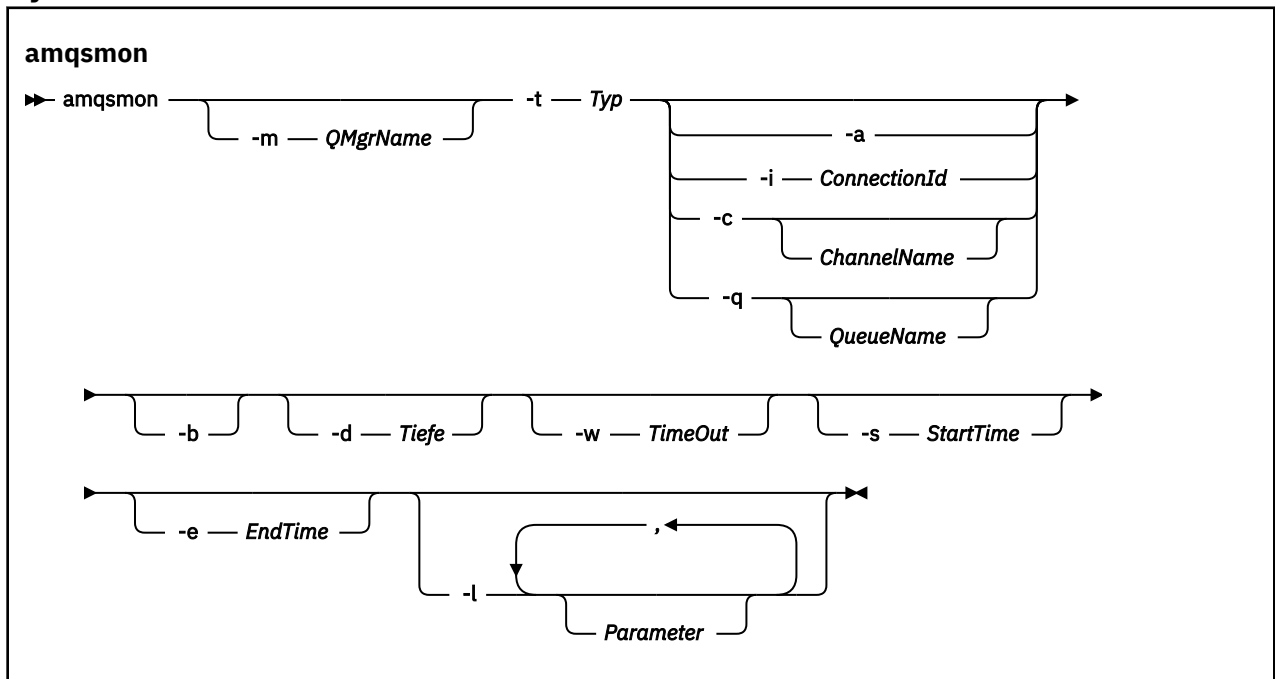 amqsmon
amqsmon -t Typ
-m QMgrName
-a
-i ConnectionId
-c
ChannelName
-q
QueueName
-b -d Tiefe -w TimeOut -s StartTime
-e EndTime
,
-l
Parameter